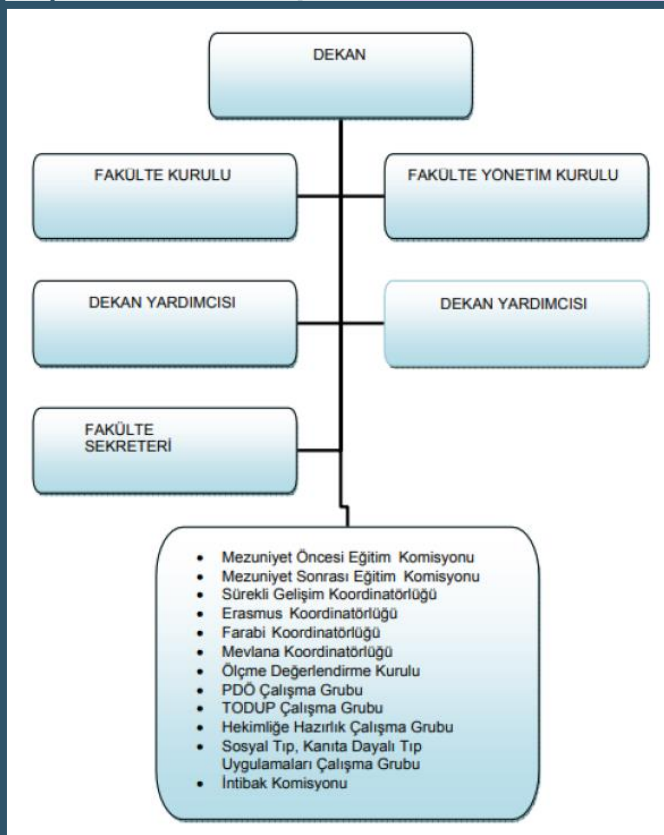 DEKAN
FAKÜLTE KURULU
FAKÜLTE YÖNETİM KURULU
DEKAN YARDIMCISI
DEKAN YARDIMCISI
FAKÜLTE
SEKRETERİ
• Mezuniyet Öncesi Eğitim Komisyonu
• Mezuniyet Sonrası Eğitim Komisyonu
• Sürekli Gelişim Koordinatörlüğü
• Erasmus Koordinatörlüğü
• Farabi Koordinatörlüğü
• Mevlana Koordinatörlüğü
• Ölçme Değerlendirme Kurulu
• PDÖ Çalışma Grubu
• TODUP Çalışma Grubu
• Hekimliğe Hazırlık Çalışma Grubu
• Sosyal Tıp, Kanıta Dayalı Tıp
Uygulamaları Çalışma Grubu
• İntibak Komisyonu